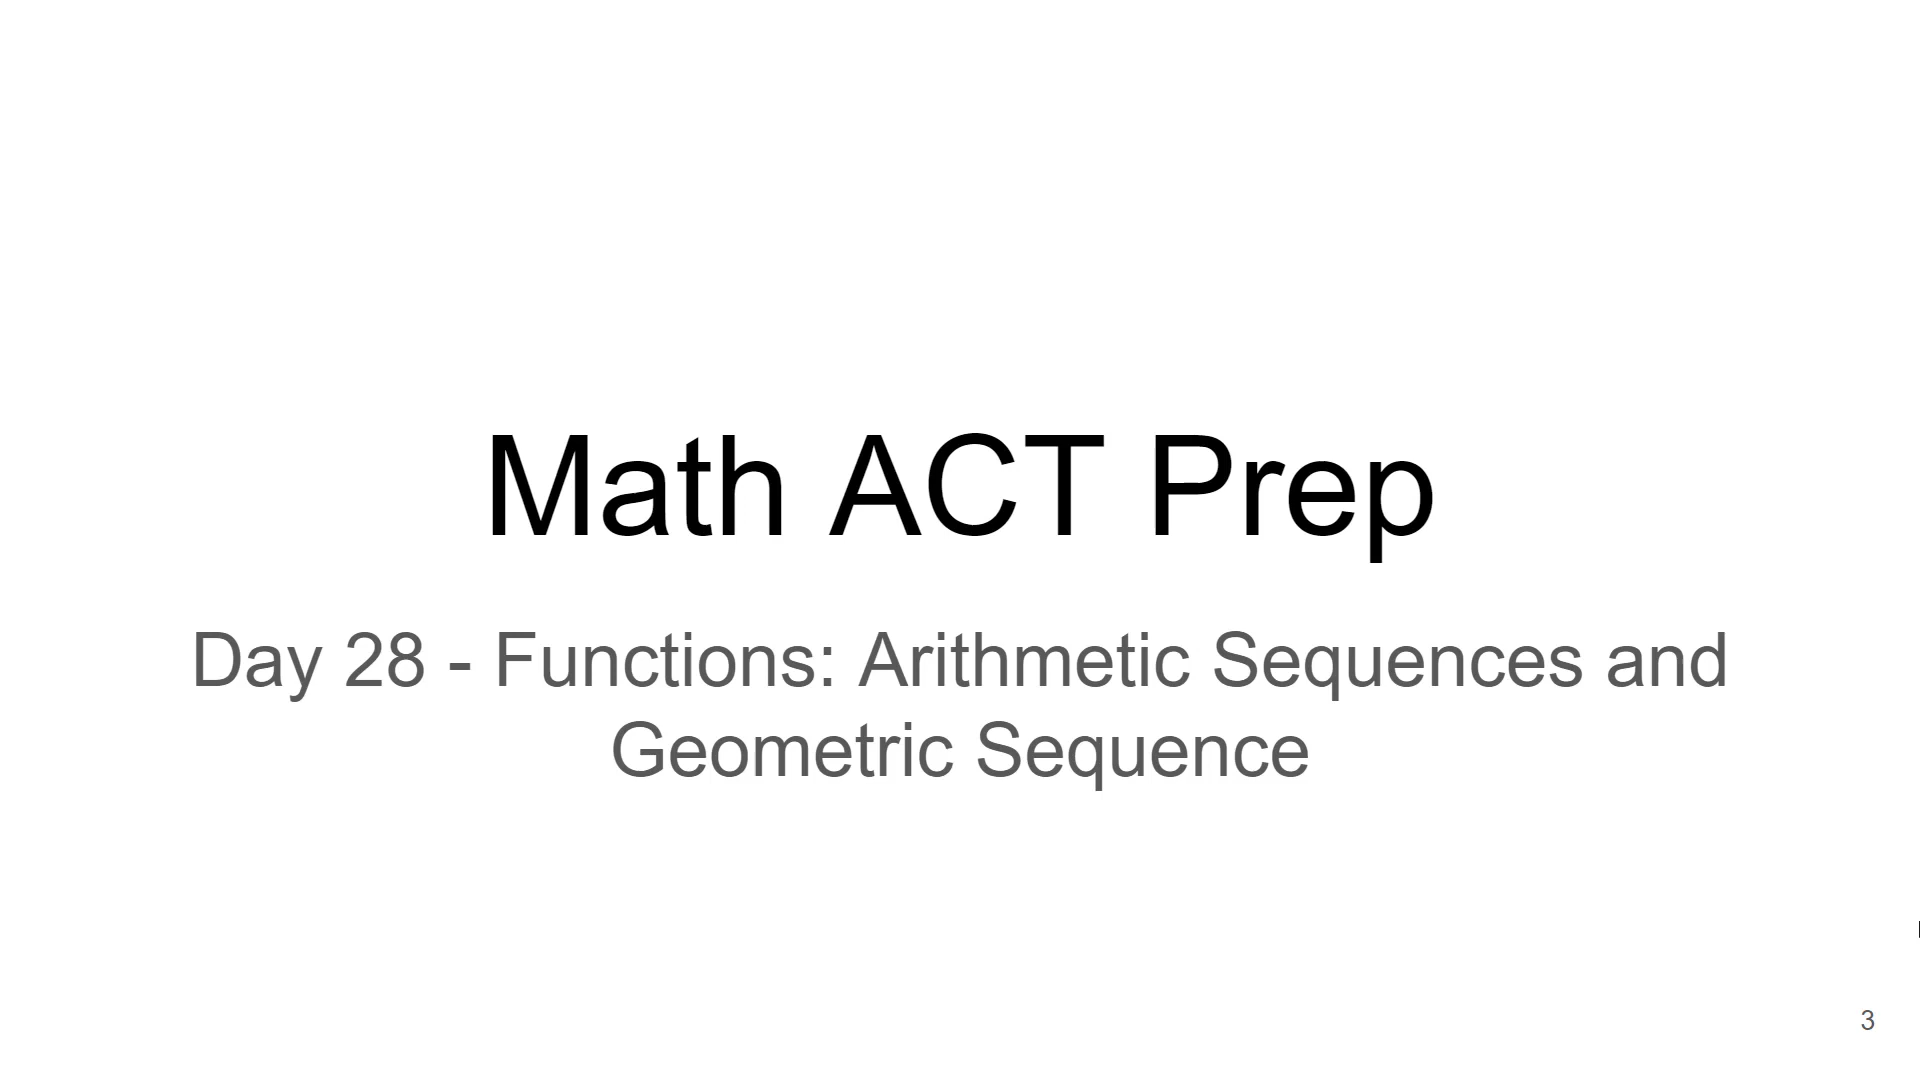 Math ACT Prep
Day 28 - Functions: Arithmetic Sequences and
Geometric Sequence
3